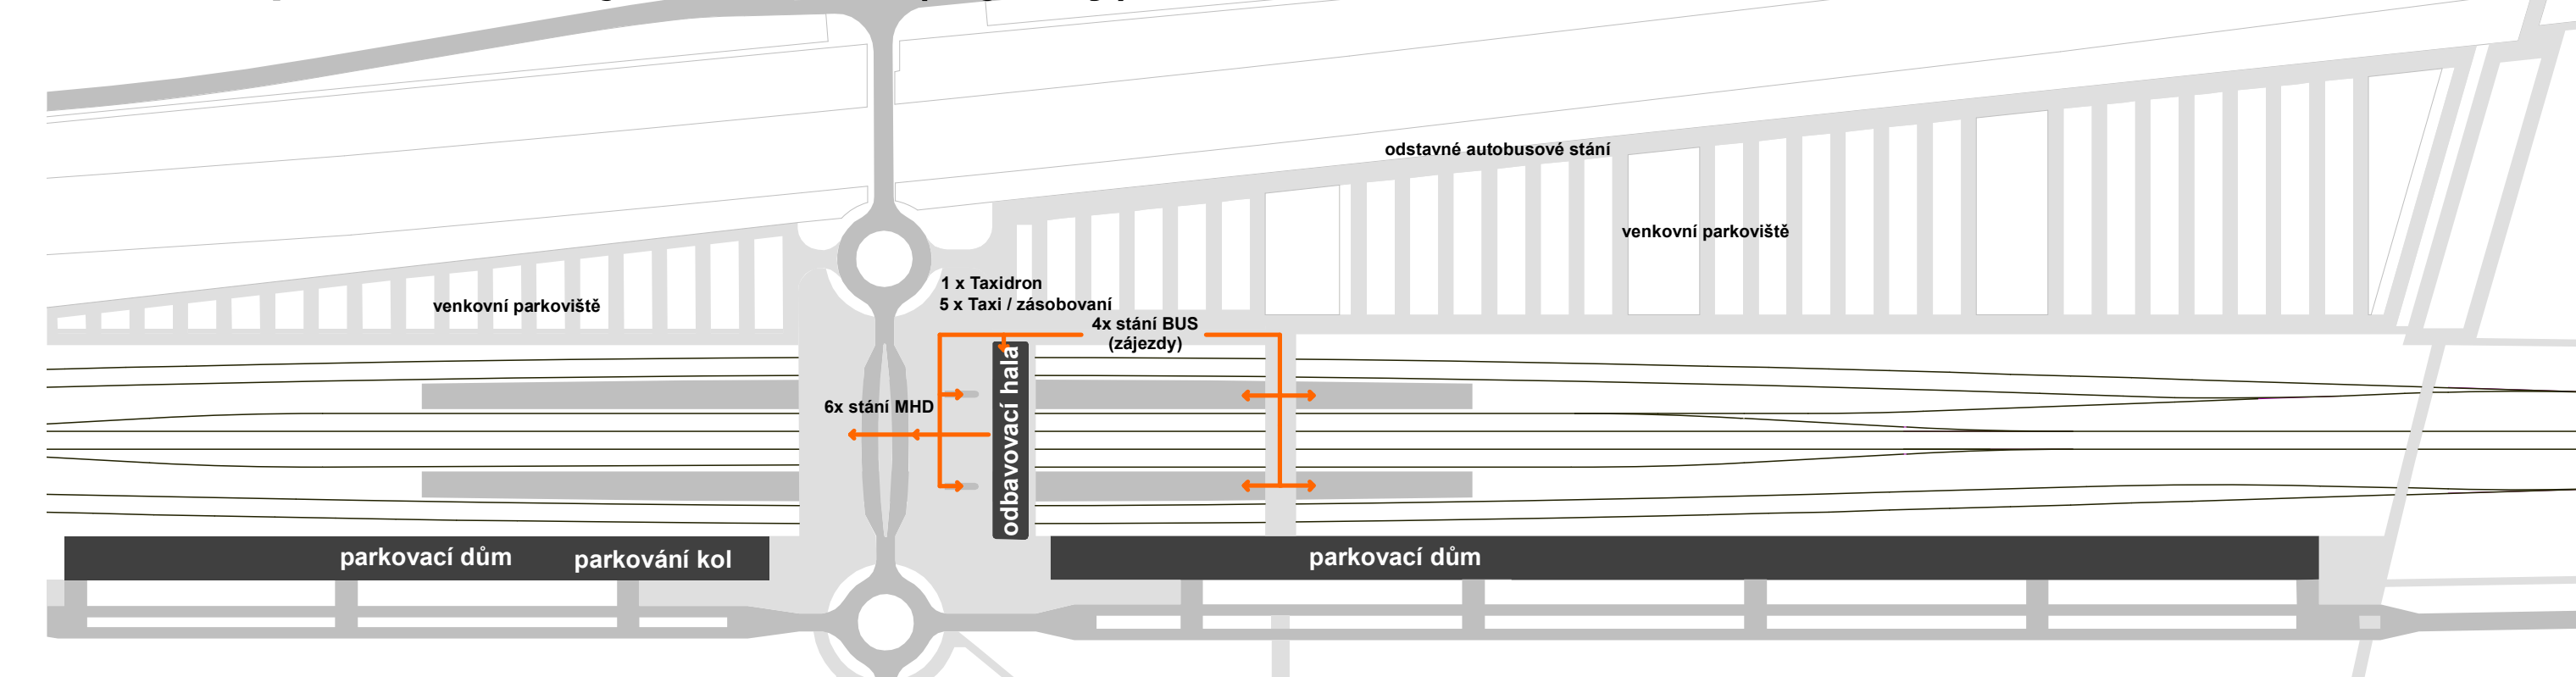 odstavné autobusové stání
venkovní parkoviště
1 x Taxidron
5 x Taxi / zásobovaní
venkovní parkoviště
4x stání BUS
(zájezdy)
6x stání MHD
odbavovací hala
parkovací dům
parkování kol
parkovací dům